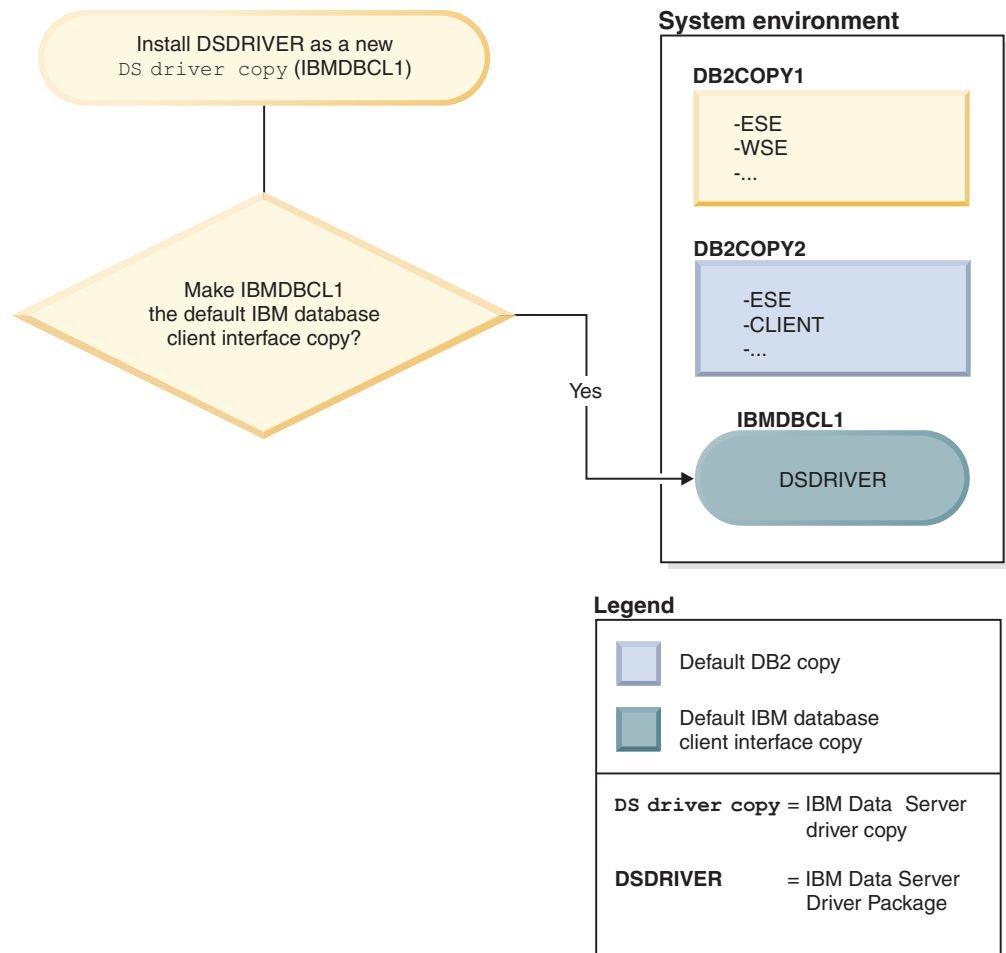 Install DSDRIVER as a new
DS driver copy (IBMDBCL1)
Make IBMDBCL1
the default IBM database
client interface copy?
Yes
System environment
DB2COPY1
-ESE
-WSE
-...
DB2COPY2
-ESE
-CLIENT
-...
IBMDBCL1
DSDRIVER
Legend
Default DB2 copy
Default IBM database
client interface copy
DS driver copy = IBM Data Server
driver copy
DSDRIVER = IBM Data Server
Driver Package